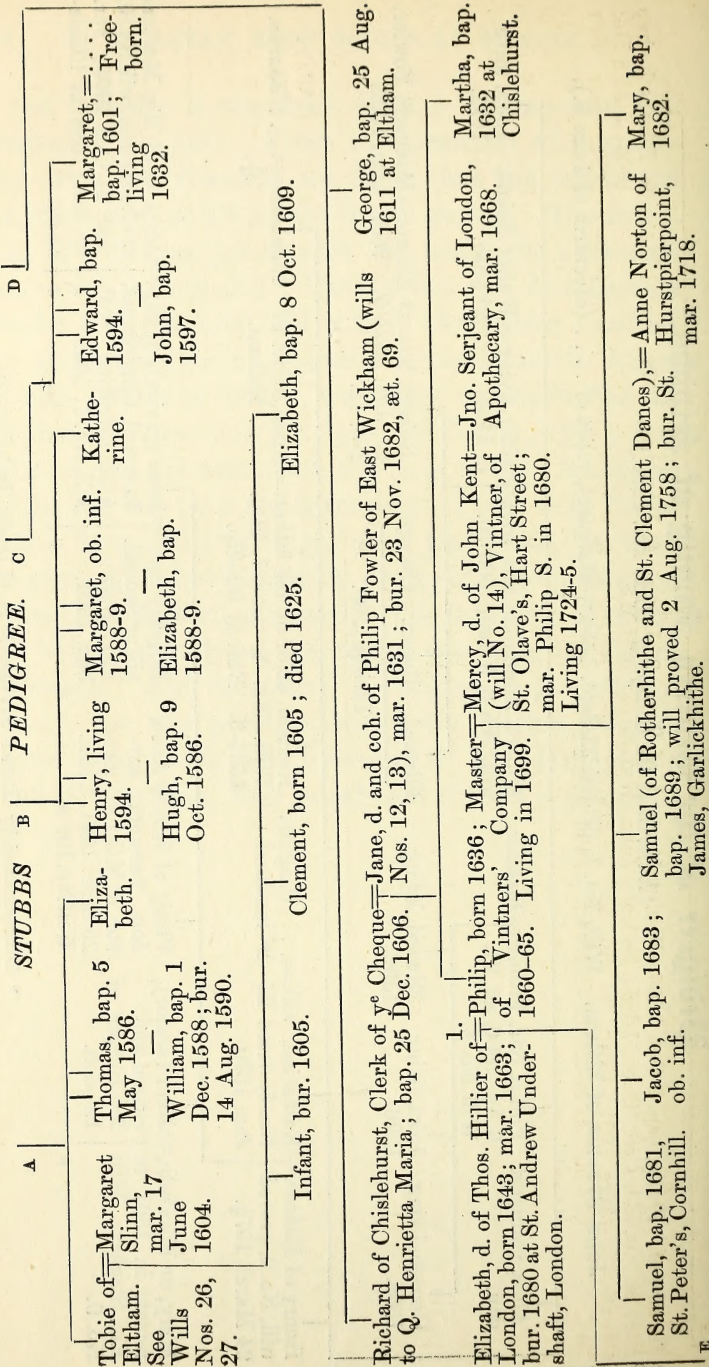 STUBBS PEDIGREE.
A
B
C
D
Tobie of=Margaret
Eltham. Slinn,
See mar. 17
Wills June
Nos. 26, 1604.
27.
Thomas, bap. 5
May 1586.
—
William, bap. 1
Dec. 1588; bur.
14 Aug. 1590.
Eliza-
beth.
Henry, living
1594.
—
Hugh, bap. 9
Oct. 1586.
Margaret, ob. inf.
1588-9.
—
Elizabeth, bap.
1588-9.
Kathe-
rine.
Edward, bap.
1594.
—
John, bap.
1597.
Margaret,=.....
bap. 1601; Free-
living born.
1632.
Infant, bur. 1605.
Clement, born 1605; died 1625.
Elizabeth, bap. 8 Oct. 1609.
Richard of Chislehurst, Clerk of yᵉ Cheque=Jane, d. and coh. of Philip Fowler of East Wickham (wills
to Q. Henrietta Maria; bap. 25 Dec. 1606. Nos. 12, 13), mar. 1631; bur. 23 Nov. 1682, æt. 69.
George, bap. 25 Aug.
1611 at Eltham.
1.
Elizabeth, d. of Thos. Hillier of=Philip, born 1636; Master=Mercy, d. of John Kent=Jno. Serjeant of London,
London, born 1643; mar. 1663; of Vintners' Company (will No. 14), Vintner, of Apothecary, mar. 1668.
bur. 1680 at St. Andrew Under- 1660-65. Living in 1699. St. Olave's, Hart Street;
shaft, London. mar. Philip S. in 1680.
Living 1724-5.
Martha, bap.
1632 at
Chislehurst.
Samuel, bap. 1681,
St. Peter's, Cornhill.
Jacob, bap. 1683;
ob. inf.
Samuel (of Rotherhithe and St. Clement Danes),=Anne Norton of
bap. 1689; will proved 2 Aug. 1758; bur. St. Hurstpierpoint,
James, Garlickhithe. mar. 1718.
Mary, bap.
1682.
E